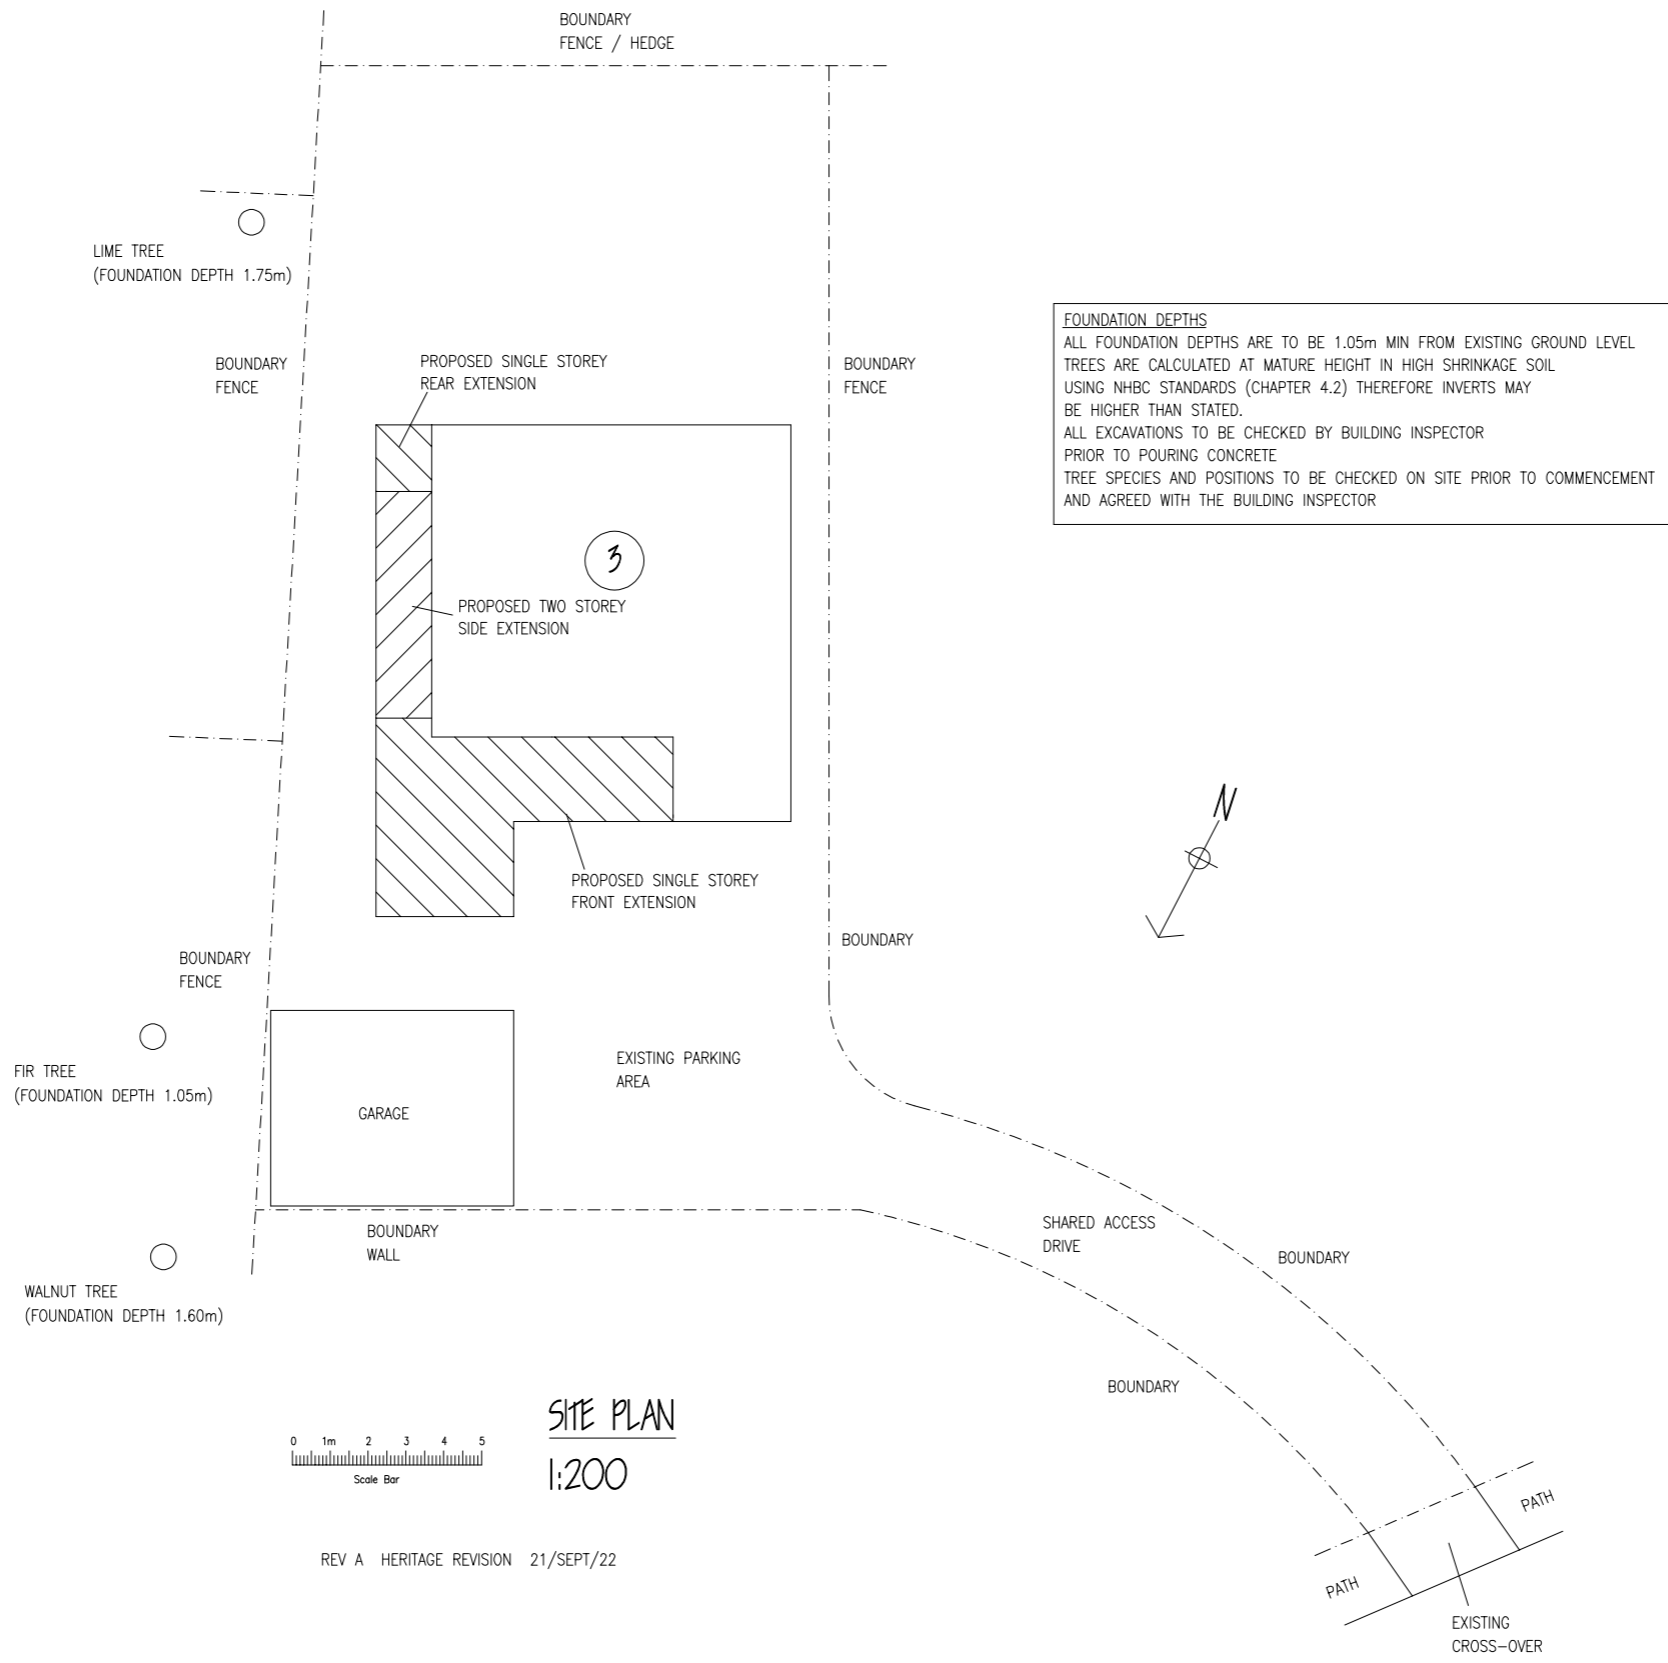 BOUNDARY
FENCE / HEDGE
LIME TREE
(FOUNDATION DEPTH 1.75m)
BOUNDARY
FENCE
PROPOSED SINGLE STOREY
REAR EXTENSION
BOUNDARY
FENCE
FOUNDATION DEPTHS
ALL FOUNDATION DEPTHS ARE TO BE 1.05m MIN FROM EXISTING GROUND LEVEL
TREES ARE CALCULATED AT MATURE HEIGHT IN HIGH SHRINKAGE SOIL
USING NHBC STANDARDS (CHAPTER 4.2) THEREFORE INVERTS MAY
BE HIGHER THAN STATED.
ALL EXCAVATIONS TO BE CHECKED BY BUILDING INSPECTOR
PRIOR TO POURING CONCRETE
TREE SPECIES AND POSITIONS TO BE CHECKED ON SITE PRIOR TO COMMENCEMENT
AND AGREED WITH THE BUILDING INSPECTOR
3
PROPOSED TWO STOREY
SIDE EXTENSION
N
PROPOSED SINGLE STOREY
FRONT EXTENSION
BOUNDARY
BOUNDARY
FENCE
FIR TREE
(FOUNDATION DEPTH 1.05m)
EXISTING PARKING
AREA
GARAGE
BOUNDARY
WALL
SHARED ACCESS
DRIVE
BOUNDARY
WALNUT TREE
(FOUNDATION DEPTH 1.60m)
BOUNDARY
SITE PLAN
1:200
0 1m 2 3 4 5
Scale Bar
PATH
PATH
REV A HERITAGE REVISION 21/SEPT/22
EXISTING
CROSS-OVER